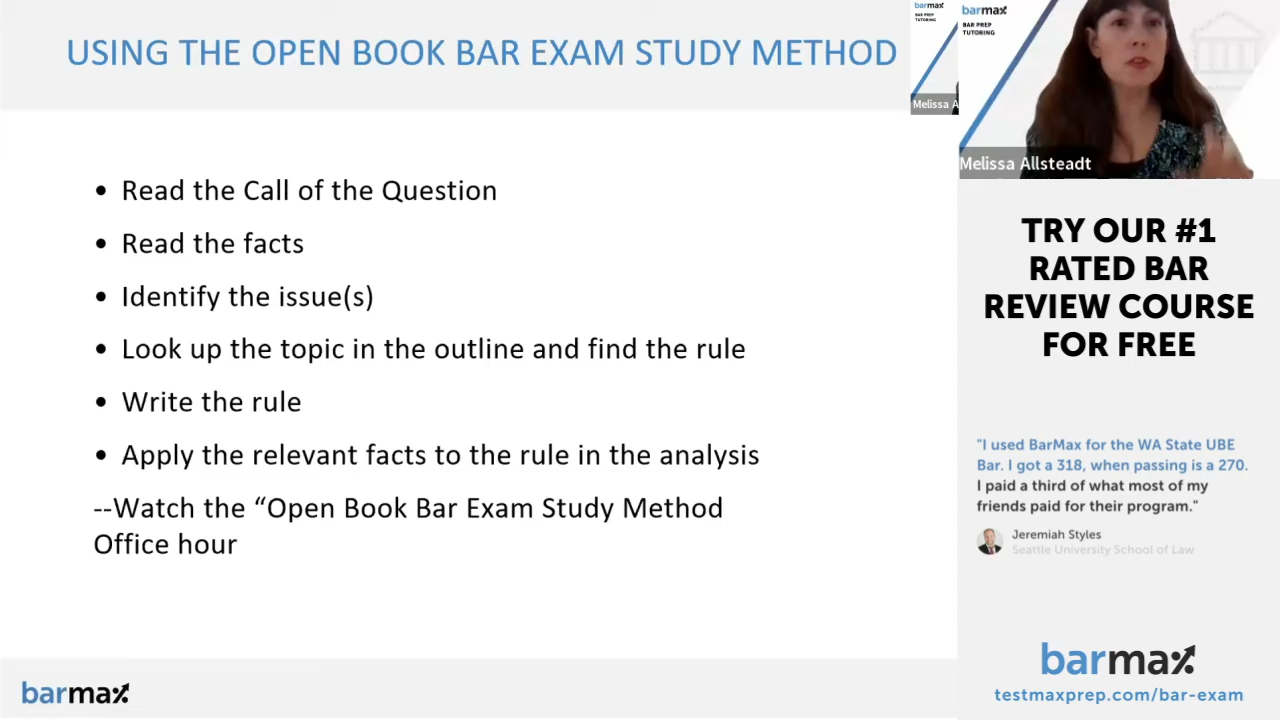 USING THE OPEN BOOK BAR EXAM STUDY METHOD
• Read the Call of the Question
• Read the facts
• Identify the issue(s)
• Look up the topic in the outline and find the rule
• Write the rule
• Apply the relevant facts to the rule in the analysis
--Watch the “Open Book Bar Exam Study Method
Office hour
barmax
barmax
BAR PREP
TUTORING
Melissa A
barmax
BAR PREP
TUTORING
Melissa Allsteadt
TRY OUR #1
RATED BAR
REVIEW COURSE
FOR FREE
"I used BarMax for the WA State UBE
Bar. I got a 318, when passing is a 270.
I paid a third of what most of my
friends paid for their program."
Jeremiah Styles
Seattle University School of Law
barmax
testmaxprep.com/bar-exam